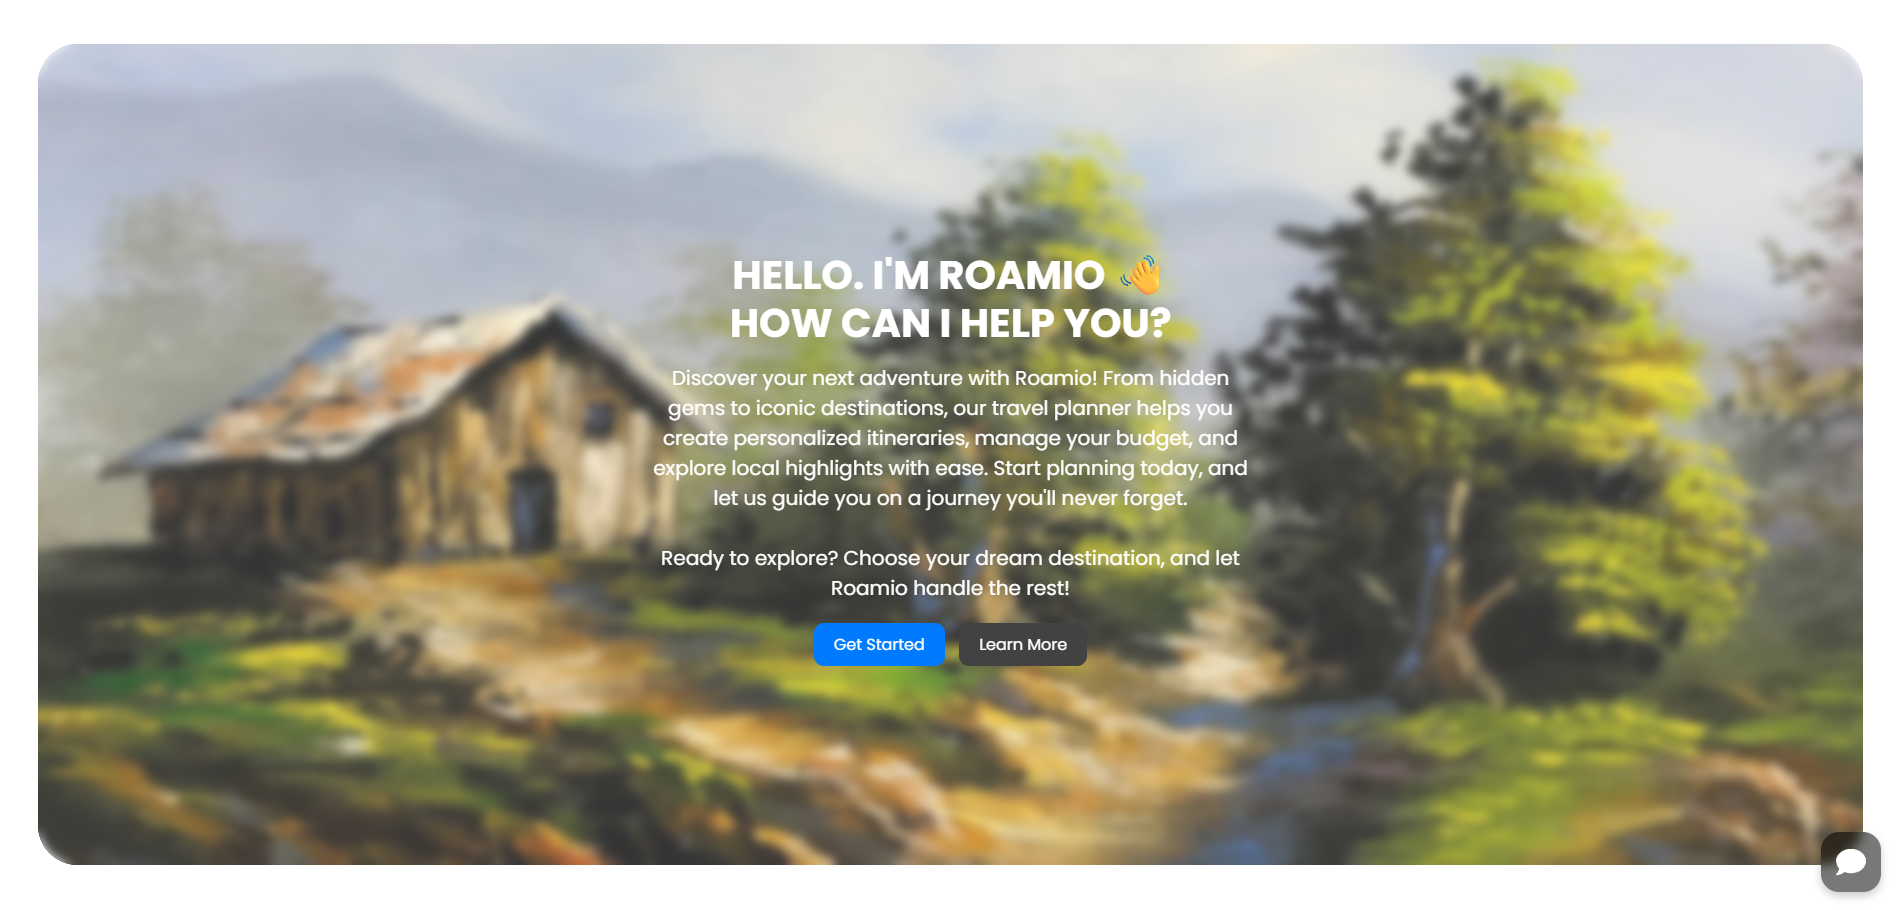 HELLO. I'M ROAMIO 👋
HOW CAN I HELP YOU?
Discover your next adventure with Roamio! From hidden
gems to iconic destinations, our travel planner helps you
create personalized itineraries, manage your budget, and
explore local highlights with ease. Start planning today, and
let us guide you on a journey you'll never forget.
Ready to explore? Choose your dream destination, and let
Roamio handle the rest!
Get Started
Learn More